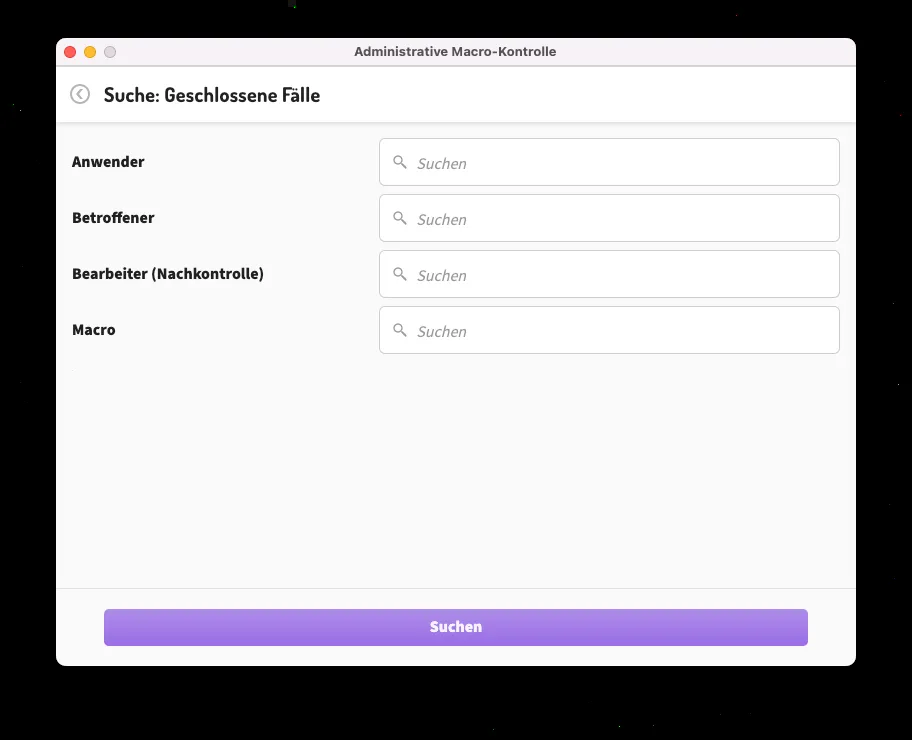 Administrative Macro-Kontrolle
Suche: Geschlossene Fälle
Anwender
Suchen
Betroffener
Suchen
Bearbeiter (Nachkontrolle)
Suchen
Macro
Suchen
Suchen